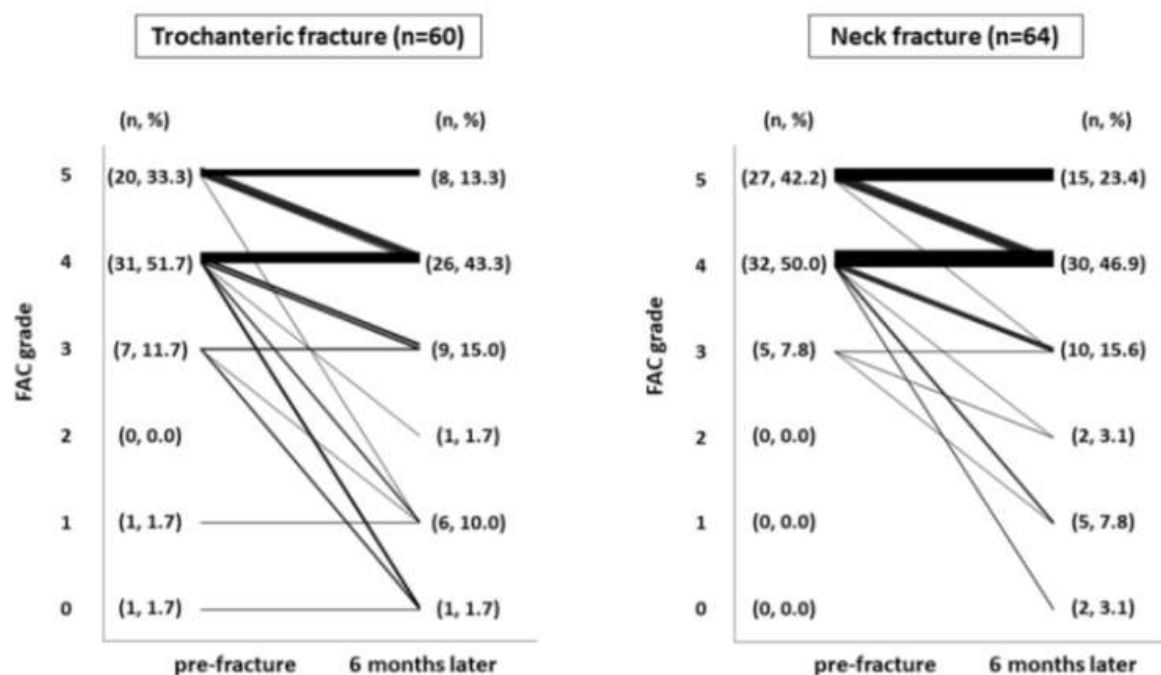 Trochanteric fracture (n=60)
Neck fracture (n=64)
(n, %) (n, %)
5 (20, 33.3) (8, 13.3)
4 (31, 51.7) (26, 43.3)
3 (7, 11.7) (9, 15.0)
2 (0, 0.0) (1, 1.7)
1 (1, 1.7) (6, 10.0)
0 (1, 1.7) (1, 1.7)
FAC grade
pre-fracture 6 months later
(n, %) (n, %)
5 (27, 42.2) (15, 23.4)
4 (32, 50.0) (30, 46.9)
3 (5, 7.8) (10, 15.6)
2 (0, 0.0) (2, 3.1)
1 (0, 0.0) (5, 7.8)
0 (0, 0.0) (2, 3.1)
FAC grade
pre-fracture 6 months later